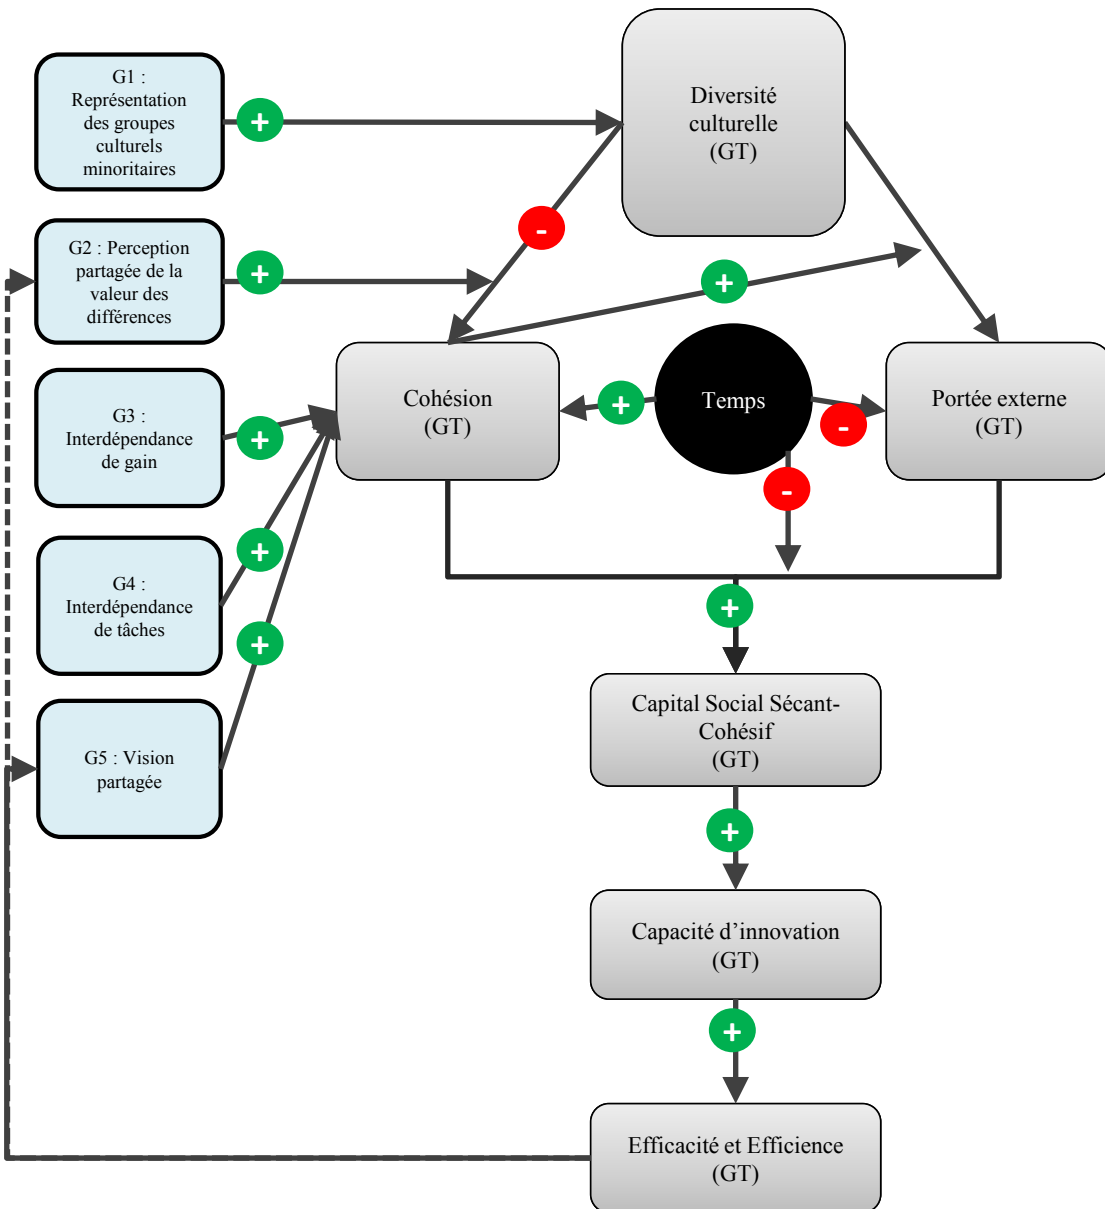 G1 :
Représentation
des groupes
culturels
minoritaires
+
Diversité
culturelle
(GT)
G2 : Perception
partagée de la
valeur des
différences
+
-
+
G3 :
Interdépendance
de gain
+
Cohésion
(GT)
+
Temps
-
Portée externe
(GT)
-
G4 :
Interdépendance
de tâches
+
+
G5 : Vision
partagée
+
Capital Social Sécant-
Cohésif
(GT)
+
Capacité d’innovation
(GT)
+
Efficacité et Efficience
(GT)